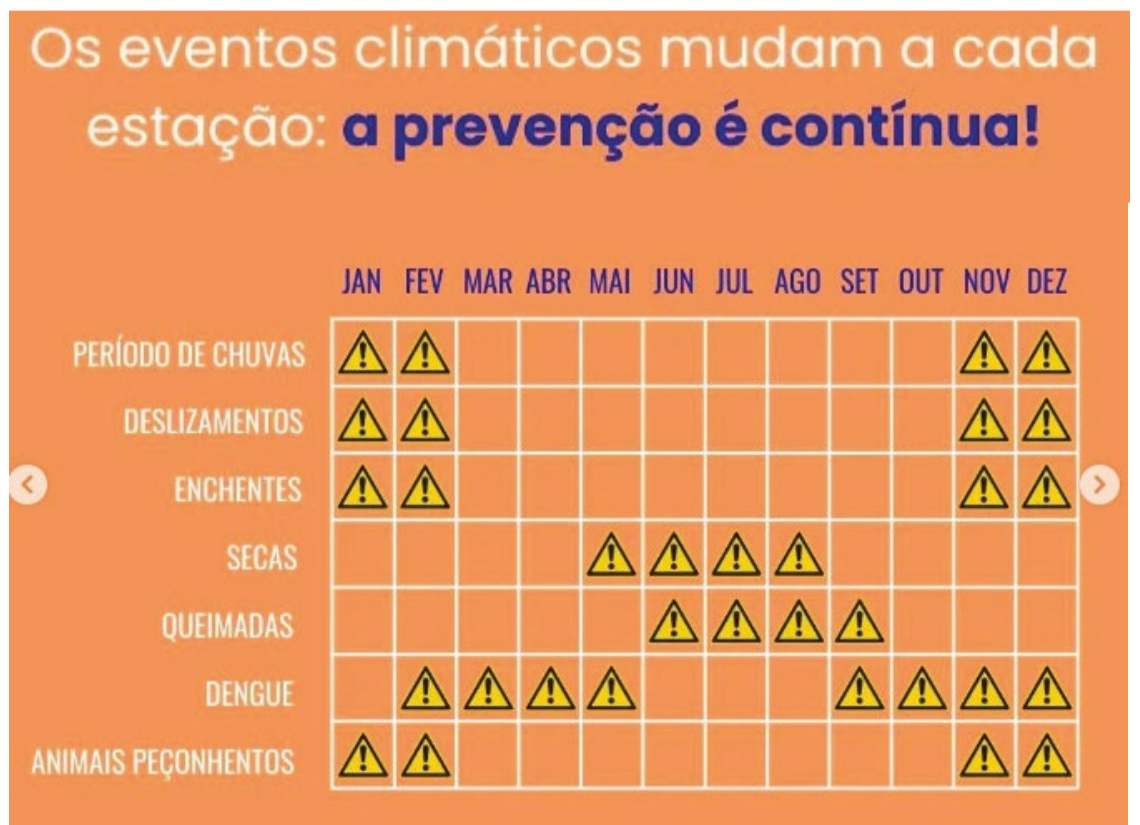 Os eventos climáticos mudam a cada
estação: a prevenção é contínua!
JAN FEV MAR ABR MAI JUN JUL AGO SET OUT NOV DEZ
PERÍODO DE CHUVAS
DESLIZAMENTOS
ENCHENTES
SECAS
QUEIMADAS
DENGUE
ANIMAIS PEÇONHENTOS